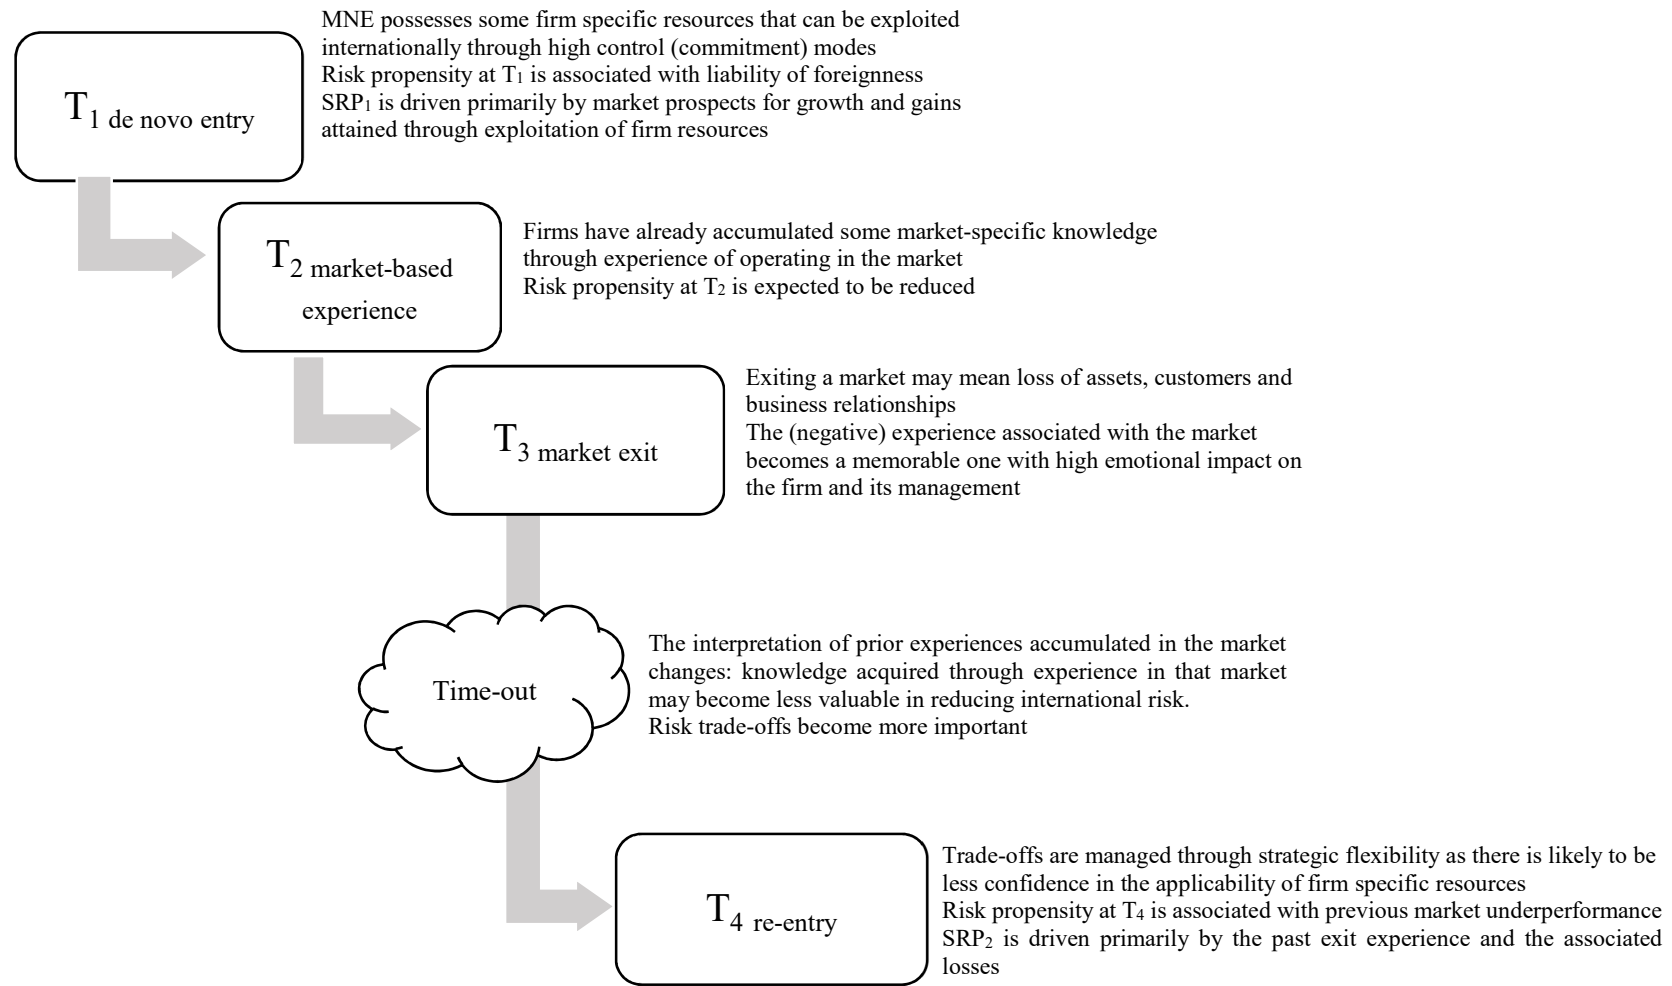 MNE possesses some firm specific resources that can be exploited
internationally through high control (commitment) modes
Risk propensity at T1 is associated with liability of foreignness
SRP1 is driven primarily by market prospects for growth and gains
attained through exploitation of firm resources
T1 de novo entry
Firms have already accumulated some market-specific knowledge
through experience of operating in the market
Risk propensity at T2 is expected to be reduced
T2 market-based
experience
Exiting a market may mean loss of assets, customers and
business relationships
The (negative) experience associated with the market
becomes a memorable one with high emotional impact on
the firm and its management
T3 market exit
The interpretation of prior experiences accumulated in the market
changes: knowledge acquired through experience in that market
may become less valuable in reducing international risk.
Risk trade-offs become more important
Time-out
Trade-offs are managed through strategic flexibility as there is likely to be
less confidence in the applicability of firm specific resources
Risk propensity at T4 is associated with previous market underperformance
SRP2 is driven primarily by the past exit experience and the associated
losses
T4 re-entry